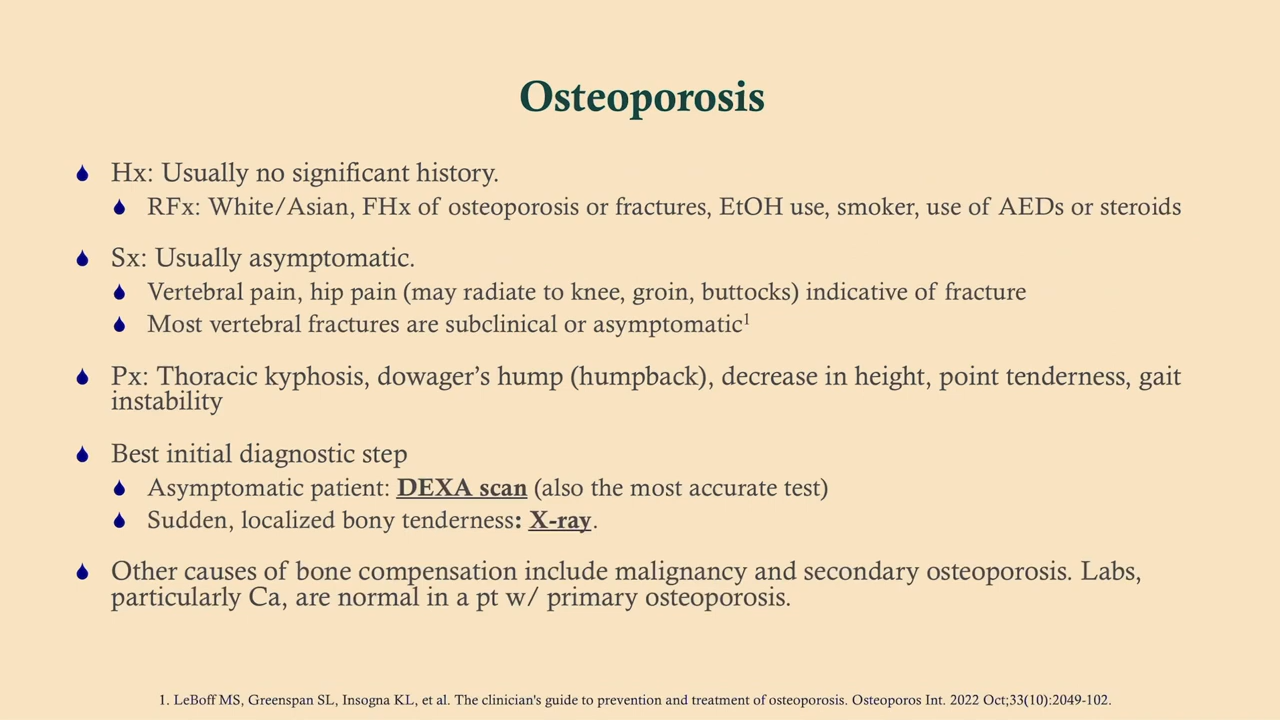 Osteoporosis
Hx: Usually no significant history.
RFx: White/Asian, FHx of osteoporosis or fractures, EtOH use, smoker, use of AEDs or steroids
Sx: Usually asymptomatic.
Vertebral pain, hip pain (may radiate to knee, groin, buttocks) indicative of fracture
Most vertebral fractures are subclinical or asymptomatic¹
Px: Thoracic kyphosis, dowager’s hump (humpback), decrease in height, point tenderness, gait
instability
Best initial diagnostic step
Asymptomatic patient: DEXA scan (also the most accurate test)
Sudden, localized bony tenderness: X-ray.
Other causes of bone compensation include malignancy and secondary osteoporosis. Labs,
particularly Ca, are normal in a pt w/ primary osteoporosis.
1. LeBoff MS, Greenspan SL, Insogna KL, et al. The clinician's guide to prevention and treatment of osteoporosis. Osteoporos Int. 2022 Oct;33(10):2049-102.